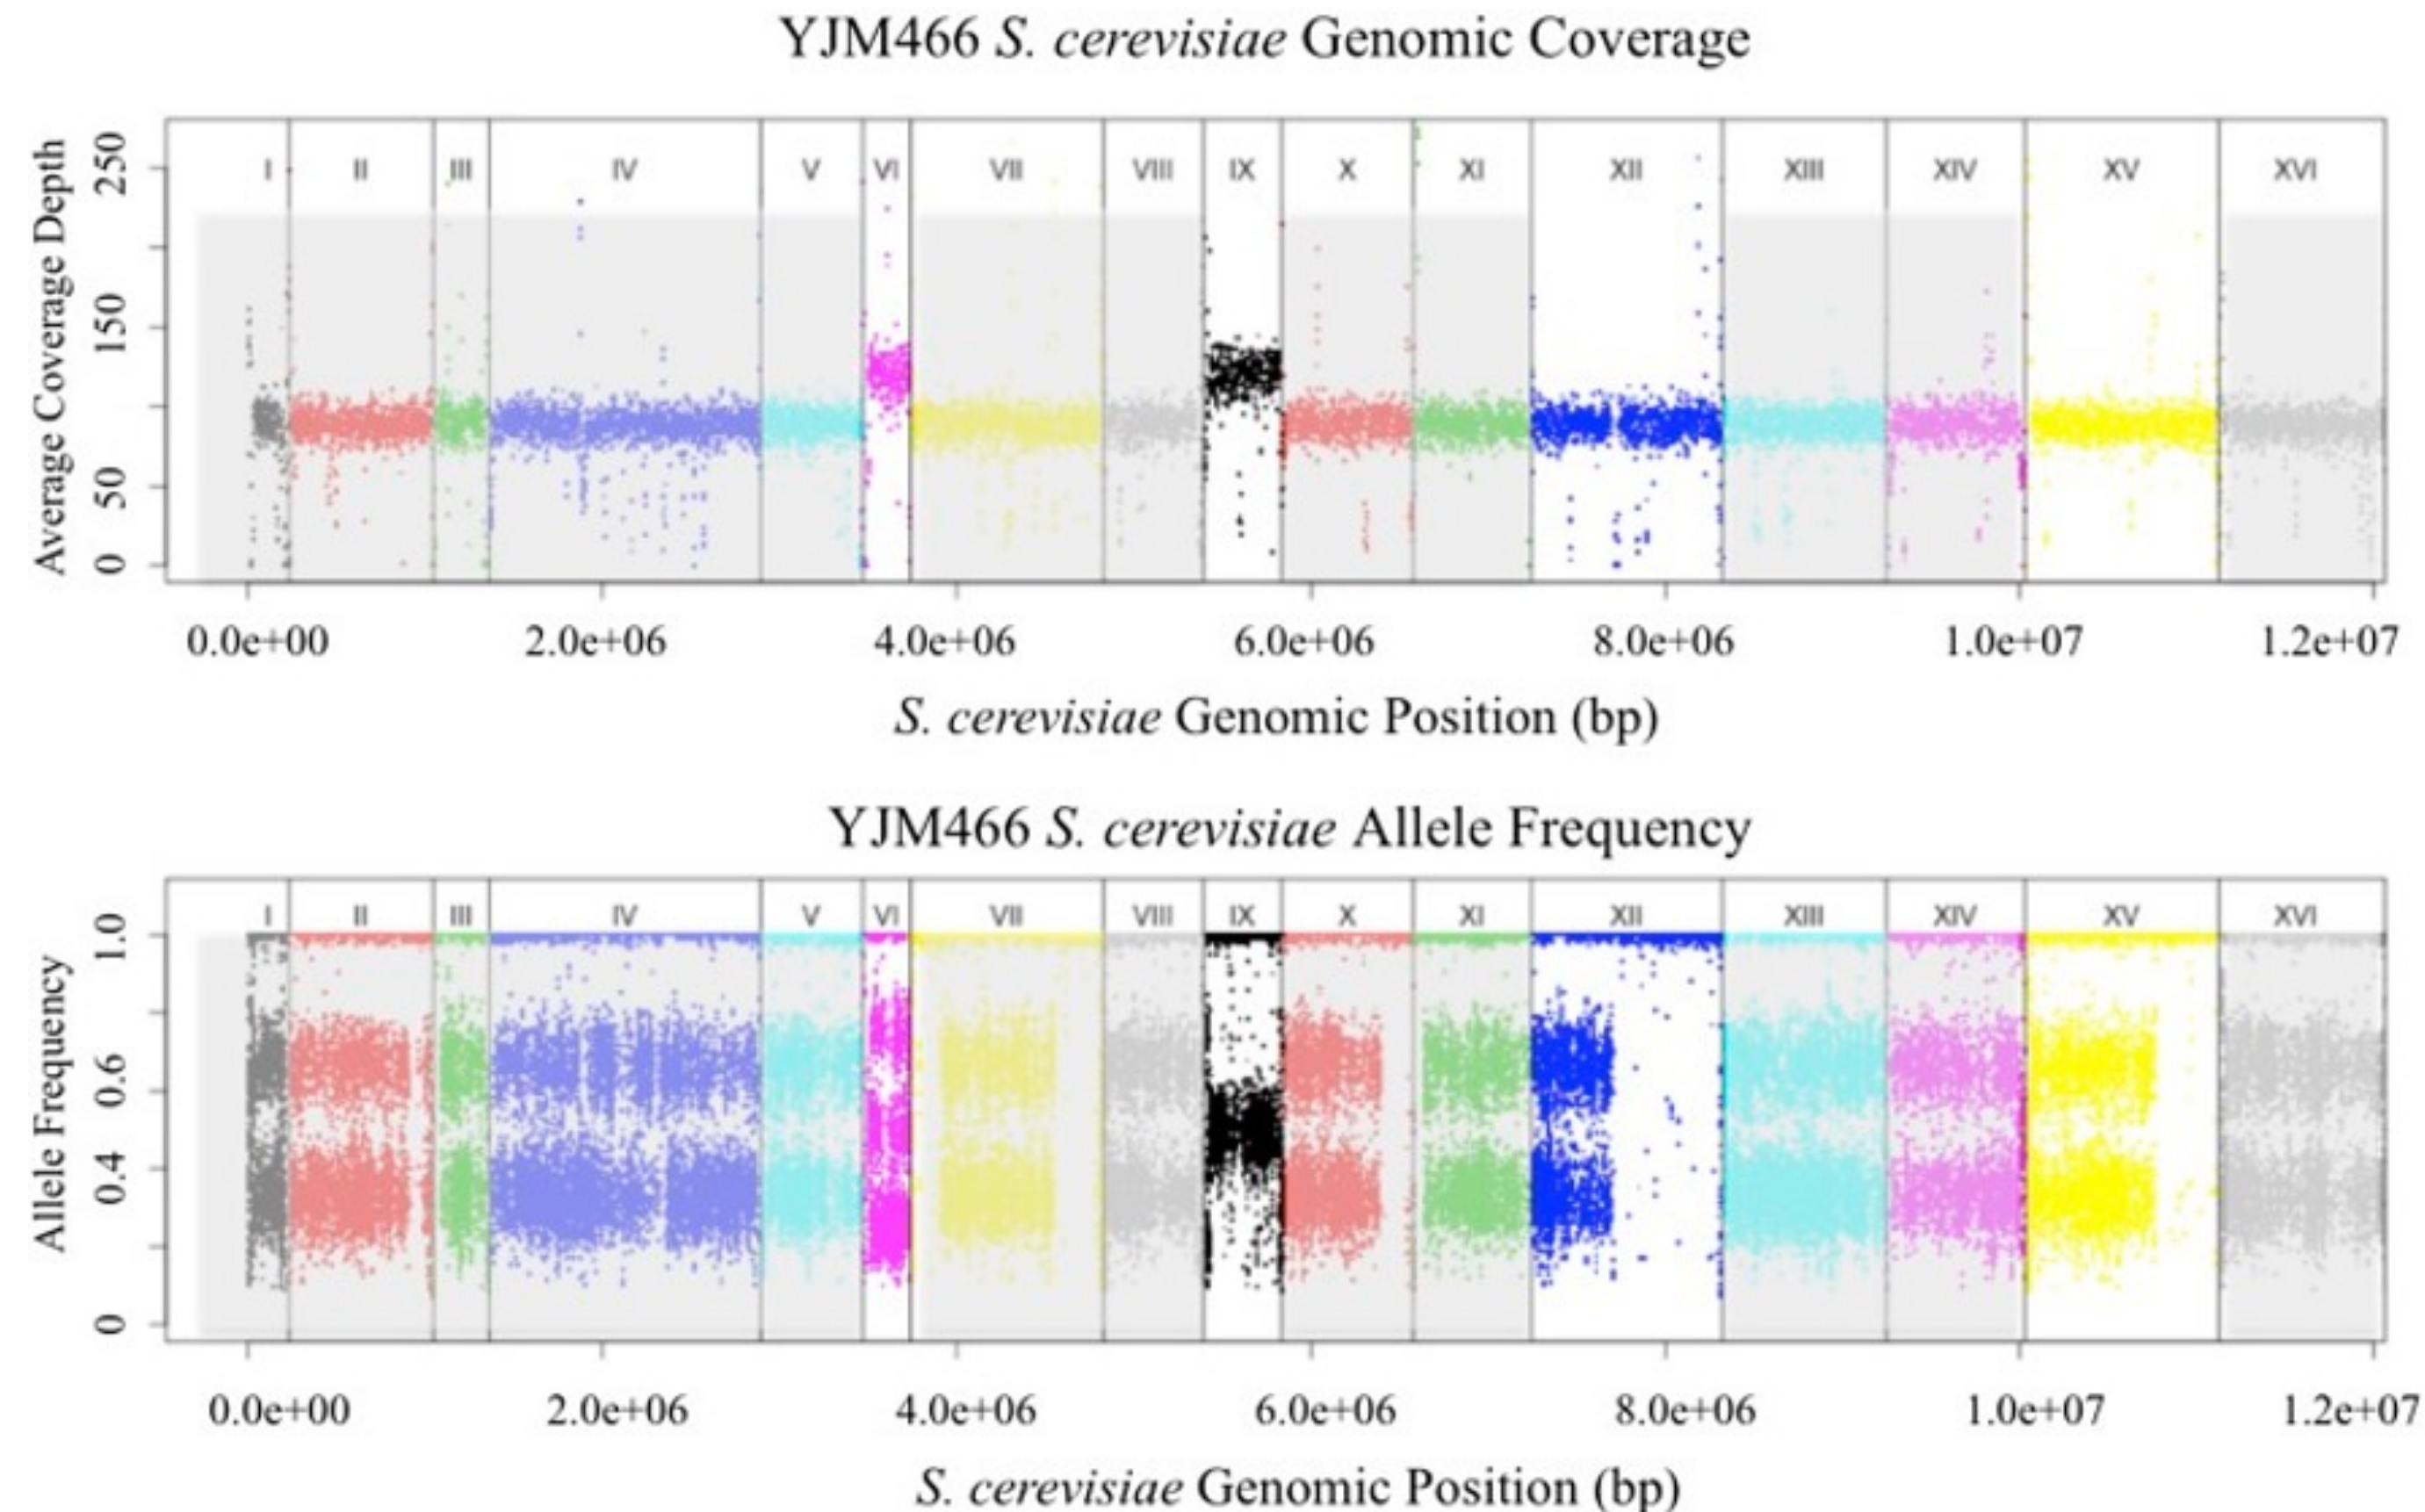 YJM466 S. cerevisiae Genomic Coverage
I II III IV V VI VII VIII IX X XI XII XIII XIV XV XVI
Average Coverage Depth
250
150
50
0
0.0e+00 2.0e+06 4.0e+06 6.0e+06 8.0e+06 1.0e+07 1.2e+07
S. cerevisiae Genomic Position (bp)
YJM466 S. cerevisiae Allele Frequency
I II III IV V VI VII VIII IX X XI XII XIII XIV XV XVI
Allele Frequency
1.0
0.6
0.4
0
0.0e+00 2.0e+06 4.0e+06 6.0e+06 8.0e+06 1.0e+07 1.2e+07
S. cerevisiae Genomic Position (bp)